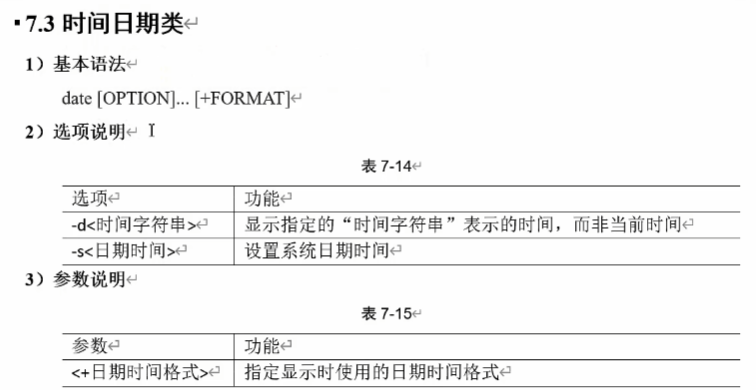 7.3 时间日期类
1）基本语法
date [OPTION]... [+FORMAT]
2）选项说明
表 7-14
选项 功能
-d<时间字符串> 显示指定的“时间字符串”表示的时间，而非当前时间
-s<日期时间> 设置系统日期时间
3）参数说明
表 7-15
参数 功能
<+日期时间格式> 指定显示时使用的日期时间格式